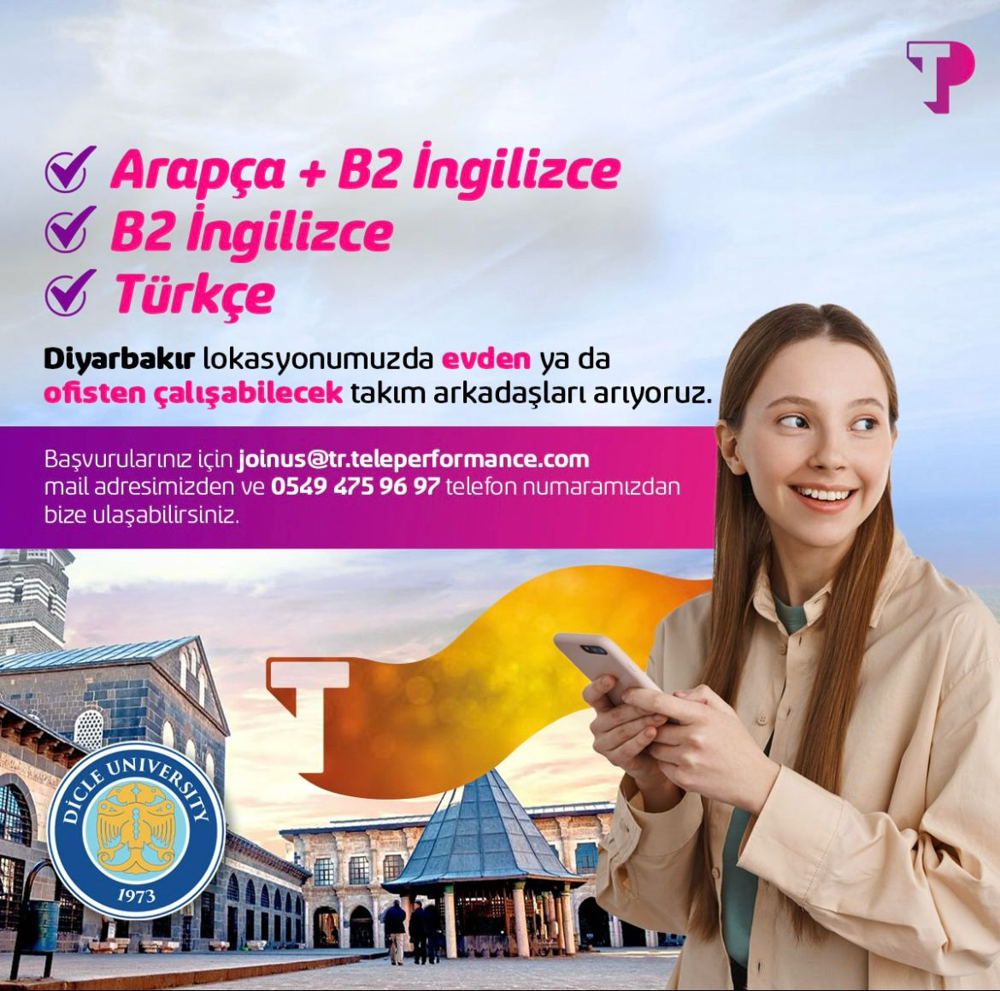 TP
Arapça + B2 İngilizce
B2 İngilizce
Türkçe
Diyarbakır lokasyonumuzda evden ya da
ofisten çalışabilecek takım arkadaşları arıyoruz.
Başvurularınız için joinus@tr.teleperformance.com
mail adresimizden ve 0549 475 96 97 telefon numaramızdan
bize ulaşabilirsiniz.
T
DİCLE UNIVERSITY
1973